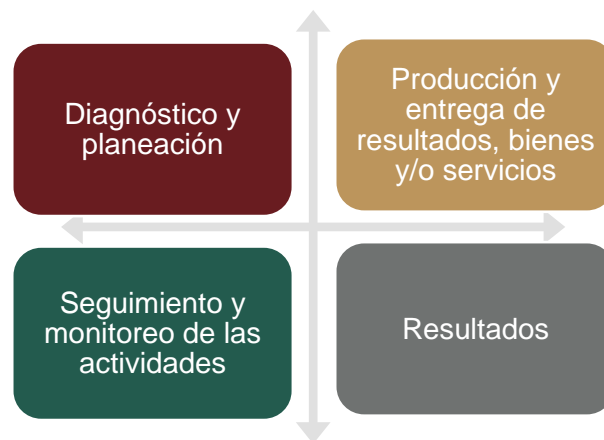 Diagnóstico y
planeación
Producción y
entrega de
resultados, bienes
y/o servicios
Seguimiento y
monitoreo de las
actividades
Resultados